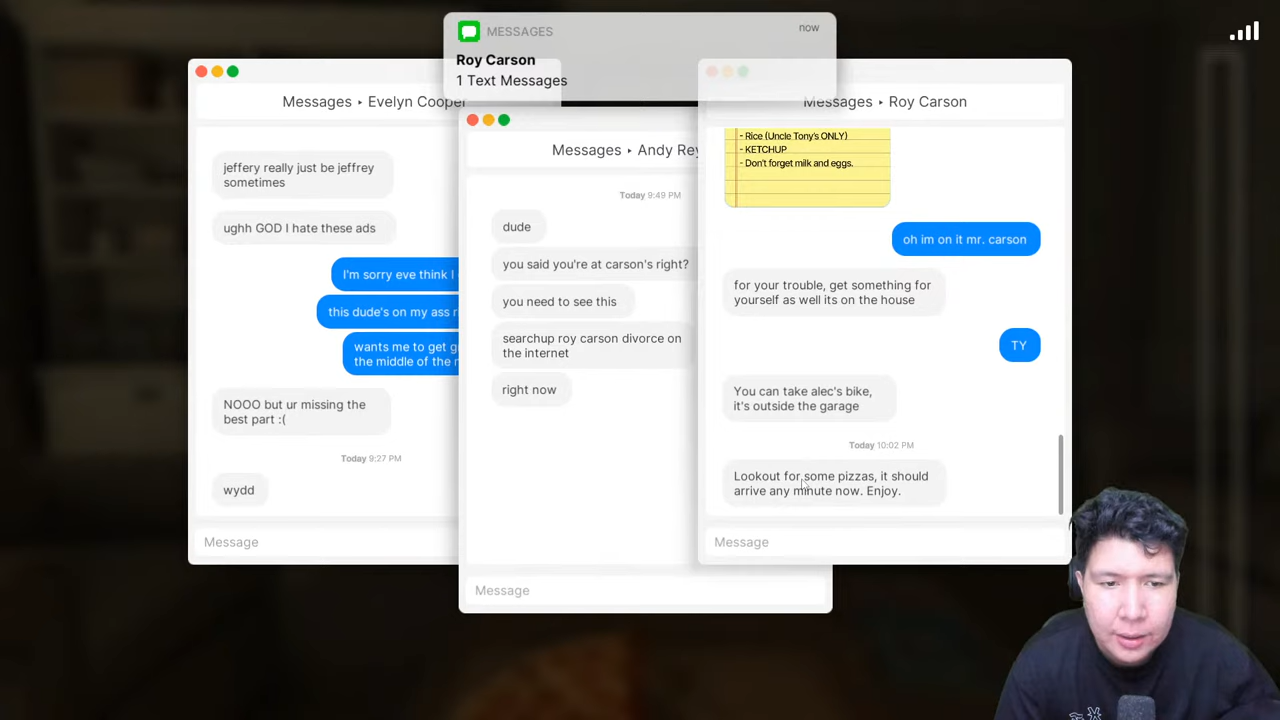 MESSAGES
now
Roy Carson
1 Text Messages
Messages ▸ Evelyn Cooper
jeffery really just be jeffrey
sometimes
ughh GOD I hate these ads
I'm sorry eve think I
this dude's on my ass
wants me to get
the middle of the
NOOO but ur missing the
best part :(
Today 9:27 PM
wydd
Message
Messages ▸ Andy
Today 9:49 PM
dude
you said you're at carson's right?
you need to see this
searchup roy carson divorce on
the internet
right now
Message
Messages ▸ Roy Carson
- Rice (Uncle Tony's ONLY)
- KETCHUP
- Don't forget milk and eggs.
oh im on it mr. carson
for your trouble, get something for
yourself as well its on the house
TY
You can take alec's bike,
it's outside the garage
Today 10:02 PM
Lookout for some pizzas, it should
arrive any minute now. Enjoy.
Message